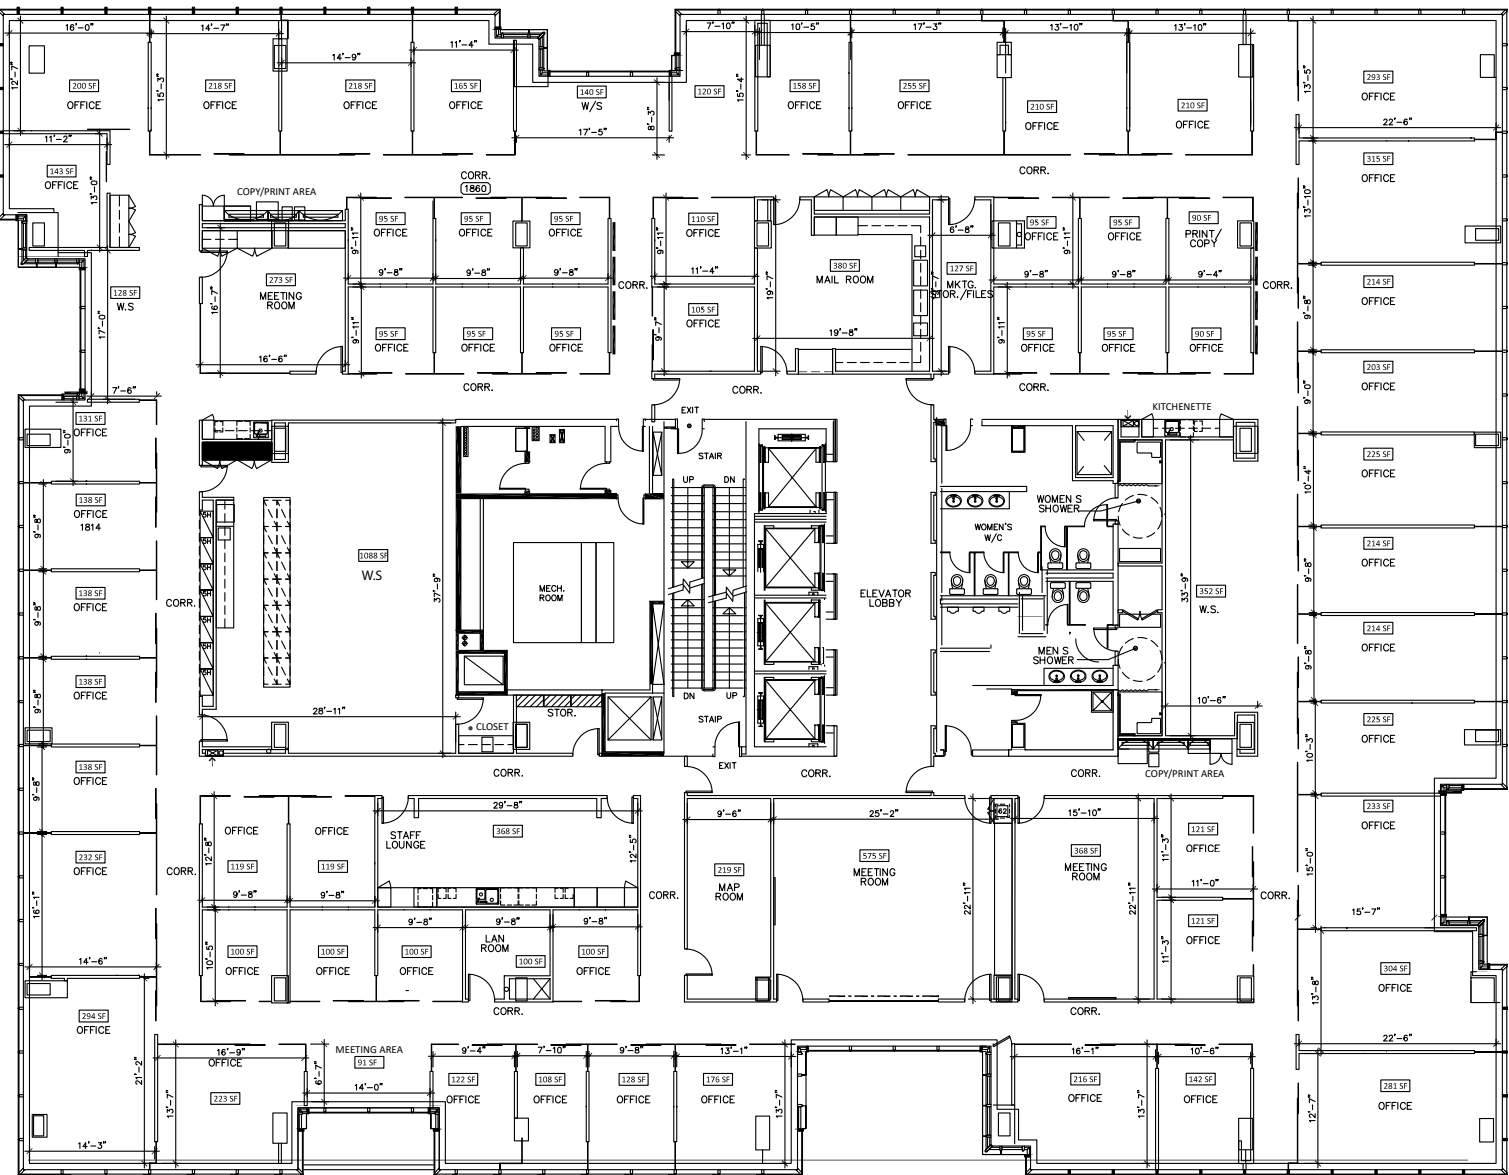 16'-0"
14'-7"
14'-9"
11'-4"
7'-10"
10'-5"
17'-3"
13'-10"
13'-10"
12'-7"
200 SF
OFFICE
15'-3"
218 SF
OFFICE
218 SF
OFFICE
165 SF
OFFICE
140 SF
W/S
17'-5"
8'-3"
120 SF
15'-4"
158 SF
OFFICE
255 SF
OFFICE
210 SF
OFFICE
210 SF
OFFICE
13'-5"
293 SF
OFFICE
22'-6"
11'-2"
143 SF
OFFICE
13'-0"
CORR.
1860
CORR.
315 SF
OFFICE
13'-10"
COPY/PRINT AREA
273 SF
MEETING
ROOM
16'-7"
16'-6"
95 SF
OFFICE
95 SF
OFFICE
95 SF
OFFICE
9'-11"
9'-8"
9'-8"
9'-8"
95 SF
OFFICE
95 SF
OFFICE
95 SF
OFFICE
9'-11"
CORR.
110 SF
OFFICE
9'-11"
11'-4"
105 SF
OFFICE
9'-7"
380 SF
MAIL ROOM
19'-7"
19'-8"
6'-8"
127 SF
MKTG.
STOR./FILES
95 SF
OFFICE
9'-11"
95 SF
OFFICE
90 SF
PRINT/
COPY
9'-8"
9'-8"
9'-4"
95 SF
OFFICE
95 SF
OFFICE
90 SF
OFFICE
9'-11"
CORR.
128 SF
W.S
17'-0"
7'-6"
214 SF
OFFICE
9'-8"
203 SF
OFFICE
9'-0"
CORR.
CORR.
CORR.
131 SF
OFFICE
9'-0"
138 SF
OFFICE
1814
9'-8"
138 SF
OFFICE
9'-8"
138 SF
OFFICE
9'-8"
138 SF
OFFICE
9'-8"
232 SF
OFFICE
16'-1"
14'-6"
CORR.
CORR.
1088 SF
W.S
37'-9"
28'-11"
SH
SH
SH
SH
SH
SH
SH
MECH.
ROOM
CLOSET
STOR.
EXIT
STAIR
UP
DN
DN
UP
STAIP
EXIT
ELEVATOR
LOBBY
WOMEN'S
W/C
WOMEN S
SHOWER
MEN S
SHOWER
KITCHENETTE
352 SF
W.S.
33'-9"
10'-6"
COPY/PRINT AREA
225 SF
OFFICE
10'-4"
214 SF
OFFICE
9'-8"
214 SF
OFFICE
9'-8"
225 SF
OFFICE
10'-3"
233 SF
OFFICE
15'-0"
15'-7"
CORR.
CORR.
CORR.
OFFICE
119 SF
OFFICE
119 SF
12'-8"
9'-8"
9'-8"
29'-8"
STAFF
LOUNGE
368 SF
12'-5"
100 SF
OFFICE
10'-5"
100 SF
OFFICE
9'-8"
100 SF
OFFICE
9'-8"
LAN
ROOM
100 SF
9'-8"
100 SF
OFFICE
CORR.
9'-6"
219 SF
MAP
ROOM
25'-2"
575 SF
MEETING
ROOM
22'-11"
62
15'-10"
368 SF
MEETING
ROOM
22'-11"
121 SF
OFFICE
11'-3"
11'-0"
121 SF
OFFICE
11'-3"
CORR.
CORR.
CORR.
304 SF
OFFICE
13'-8"
22'-6"
281 SF
OFFICE
12'-7"
294 SF
OFFICE
21'-2"
14'-3"
16'-9"
OFFICE
223 SF
13'-7"
MEETING AREA
91 SF
6'-7"
14'-0"
9'-4"
122 SF
OFFICE
7'-10"
108 SF
OFFICE
9'-8"
128 SF
OFFICE
13'-1"
176 SF
OFFICE
13'-7"
16'-1"
216 SF
OFFICE
13'-7"
10'-6"
142 SF
OFFICE